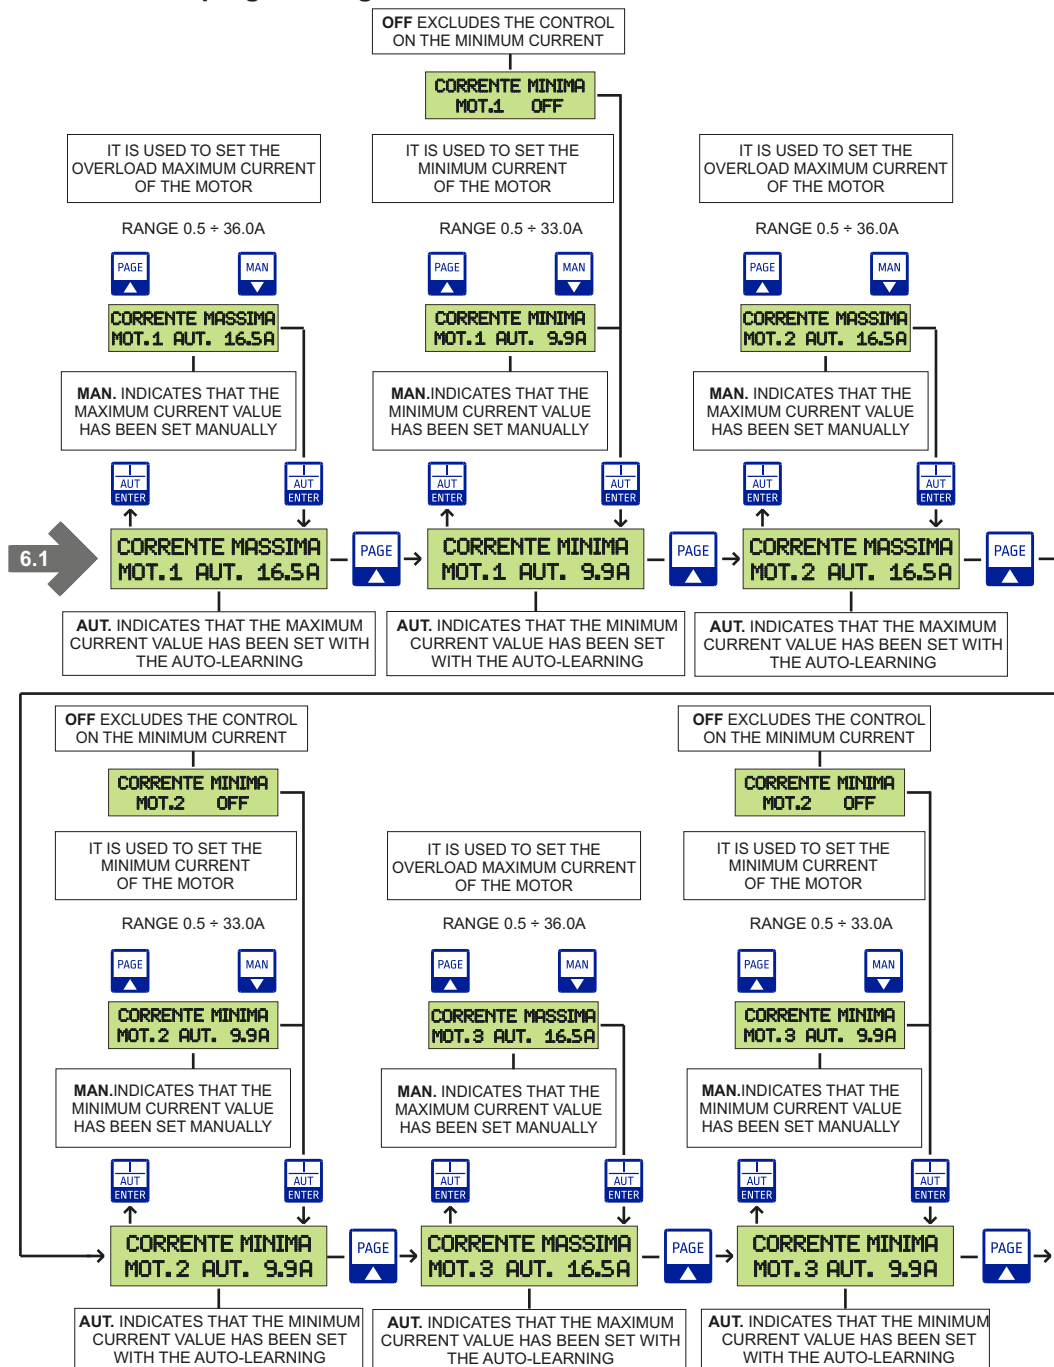 OFF EXCLUDES THE CONTROL
ON THE MINIMUM CURRENT
CORRENTE MINIMA
MOT.1 OFF
IT IS USED TO SET THE
OVERLOAD MAXIMUM CURRENT
OF THE MOTOR
RANGE 0.5 ÷ 36.0A
PAGE
MAN
CORRENTE MASSIMA
MOT.1 AUT. 16.5A
MAN. INDICATES THAT THE
MAXIMUM CURRENT VALUE
HAS BEEN SET MANUALLY
AUT
ENTER
AUT
ENTER
IT IS USED TO SET THE
MINIMUM CURRENT
OF THE MOTOR
RANGE 0.5 ÷ 33.0A
PAGE
MAN
CORRENTE MINIMA
MOT.1 AUT. 9.9A
MAN.INDICATES THAT THE
MINIMUM CURRENT VALUE
HAS BEEN SET MANUALLY
AUT
ENTER
AUT
ENTER
IT IS USED TO SET THE
OVERLOAD MAXIMUM CURRENT
OF THE MOTOR
RANGE 0.5 ÷ 36.0A
PAGE
MAN
CORRENTE MASSIMA
MOT.2 AUT. 16.5A
MAN. INDICATES THAT THE
MAXIMUM CURRENT VALUE
HAS BEEN SET MANUALLY
AUT
ENTER
AUT
ENTER
6.1
CORRENTE MASSIMA
MOT.1 AUT. 16.5A
PAGE
CORRENTE MINIMA
MOT.1 AUT. 9.9A
PAGE
CORRENTE MASSIMA
MOT.2 AUT. 16.5A
PAGE
AUT. INDICATES THAT THE MAXIMUM
CURRENT VALUE HAS BEEN SET WITH
THE AUTO-LEARNING
AUT. INDICATES THAT THE MINIMUM
CURRENT VALUE HAS BEEN SET
WITH THE AUTO-LEARNING
AUT. INDICATES THAT THE MAXIMUM
CURRENT VALUE HAS BEEN SET WITH
THE AUTO-LEARNING
OFF EXCLUDES THE CONTROL
ON THE MINIMUM CURRENT
CORRENTE MINIMA
MOT.2 OFF
IT IS USED TO SET THE
MINIMUM CURRENT
OF THE MOTOR
RANGE 0.5 ÷ 33.0A
PAGE
MAN
CORRENTE MINIMA
MOT.2 AUT. 9.9A
MAN.INDICATES THAT THE
MINIMUM CURRENT VALUE
HAS BEEN SET MANUALLY
AUT
ENTER
AUT
ENTER
IT IS USED TO SET THE
OVERLOAD MAXIMUM CURRENT
OF THE MOTOR
RANGE 0.5 ÷ 36.0A
PAGE
MAN
CORRENTE MASSIMA
MOT.3 AUT. 16.5A
MAN. INDICATES THAT THE
MAXIMUM CURRENT VALUE
HAS BEEN SET MANUALLY
AUT
ENTER
AUT
ENTER
OFF EXCLUDES THE CONTROL
ON THE MINIMUM CURRENT
CORRENTE MINIMA
MOT.2 OFF
IT IS USED TO SET THE
MINIMUM CURRENT
OF THE MOTOR
RANGE 0.5 ÷ 33.0A
PAGE
MAN
CORRENTE MINIMA
MOT.3 AUT. 9.9A
MAN.INDICATES THAT THE
MINIMUM CURRENT VALUE
HAS BEEN SET MANUALLY
AUT
ENTER
AUT
ENTER
CORRENTE MINIMA
MOT.2 AUT. 9.9A
PAGE
CORRENTE MASSIMA
MOT.3 AUT. 16.5A
PAGE
CORRENTE MINIMA
MOT.3 AUT. 9.9A
PAGE
AUT. INDICATES THAT THE MINIMUM
CURRENT VALUE HAS BEEN SET
WITH THE AUTO-LEARNING
AUT. INDICATES THAT THE MAXIMUM
CURRENT VALUE HAS BEEN SET WITH
THE AUTO-LEARNING
AUT. INDICATES THAT THE MINIMUM
CURRENT VALUE HAS BEEN SET
WITH THE AUTO-LEARNING